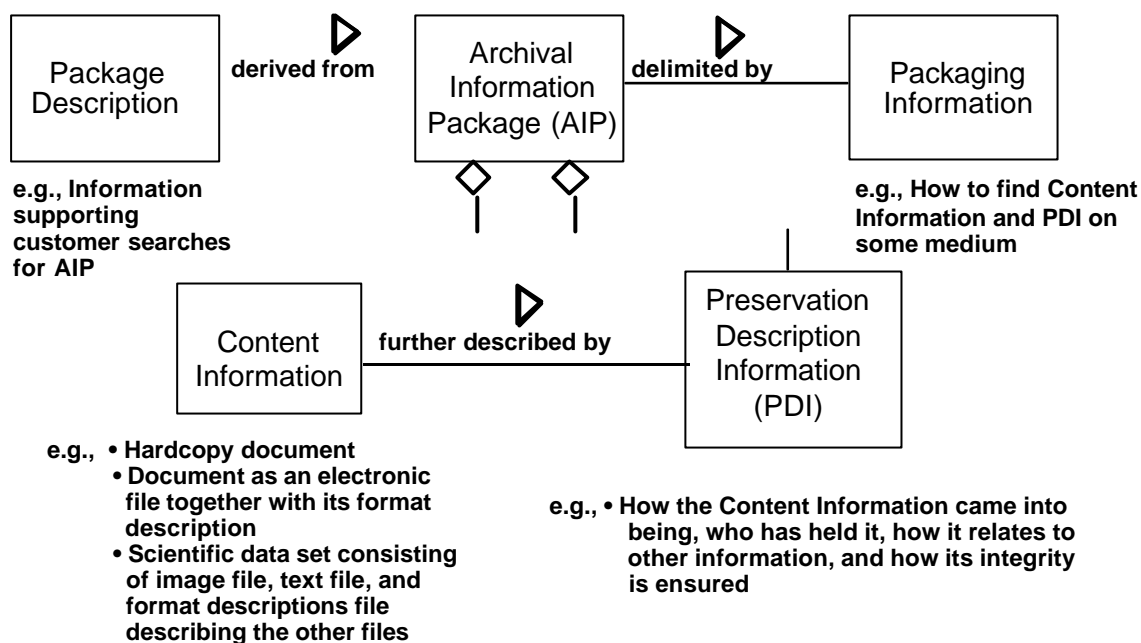 Package
Description
derived from
Archival
Information
Package (AIP)
delimited by
Packaging
Information
e.g., Information
supporting
customer searches
for AIP
e.g., How to find Content
Information and PDI on
some medium
Content
Information
further described by
Preservation
Description
Information
(PDI)
e.g., • Hardcopy document
• Document as an electronic
file together with its format
description
• Scientific data set consisting
of image file, text file, and
format descriptions file
describing the other files
e.g., • How the Content Information came into
being, who has held it, how it relates to
other information, and how its integrity
is ensured